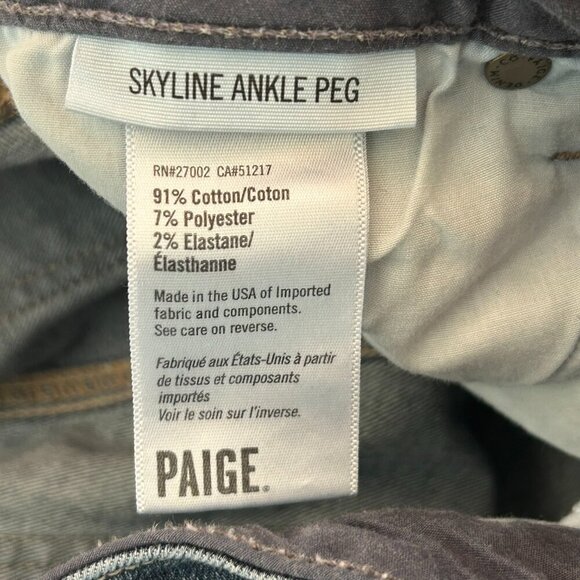 SKYLINE ANKLE PEG
RN#27002 CA#51217
91% Cotton/Coton
7% Polyester
2% Elastane/
Élasthanne
Made in the USA of Imported
fabric and components.
See care on reverse.
Fabriqué aux États-Unis à partir
de tissus et composants
importés
Voir le soin sur l'inverse.
PAIGE.